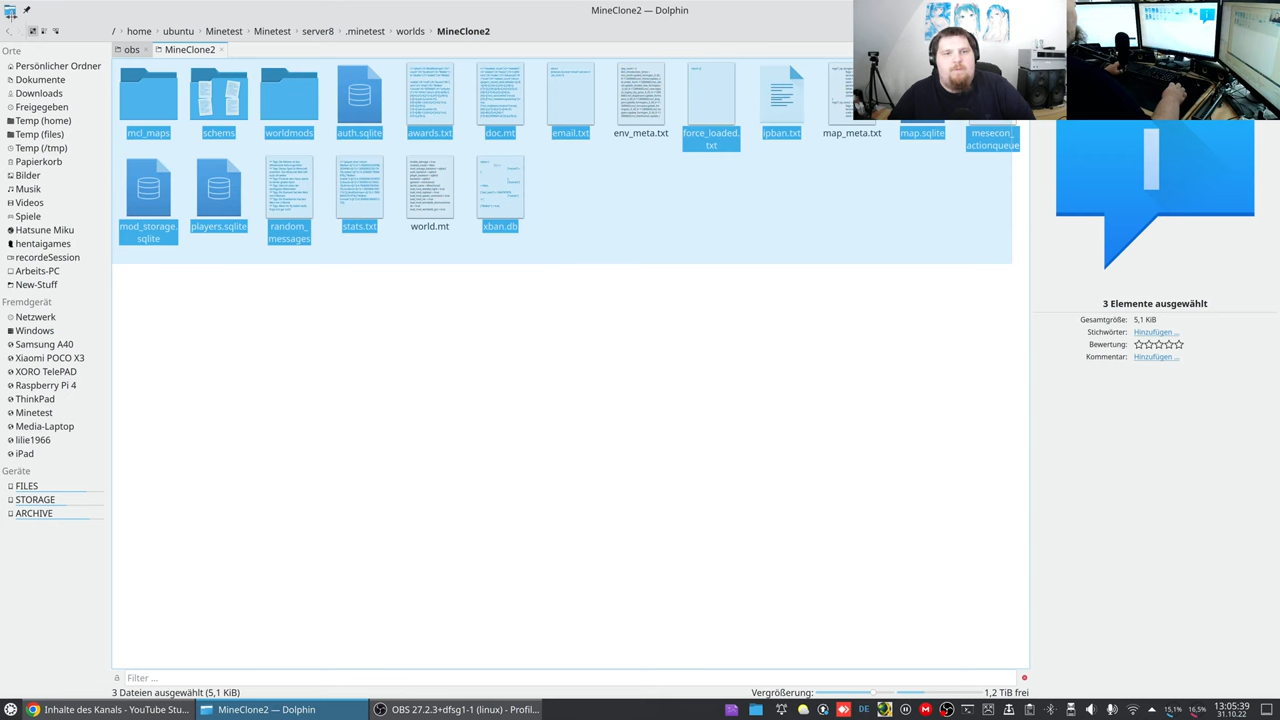 MineClone2 — Dolphin
/ home › ubuntu › Minetest › Minetest › server8 › .minetest › worlds › MineClone2
obs
MineClone2
Orte
Persönlicher Ordner
Dokumente
Downloads
Freigegeben
Temp (home)
Temp (files)
Temp (/tmp)
Papierkorb
Bilder
Musik
Videos
Spiele
Hatsune Miku
hentaigames
recordeSession
Arbeits-PC
New-Stuff
Fremdgerät
Netzwerk
Windows
Samsung A40
Xiaomi POCO X3
XORO TelePAD
Raspberry Pi 4
ThinkPad
Minetest
Media-Laptop
lilie1966
iPad
Geräte
FILES
STORAGE
ARCHIVE
mcl_maps
schems
worldmods
auth.sqlite
awards.txt
doc.mt
email.txt
env_meta.txt
force_loaded.
txt
ipban.txt
map_meta.txt
map.sqlite
mesecon_
actionqueue
mod_storage.
sqlite
players.sqlite
random_
messages
stats.txt
world.mt
xban.db
3 Elemente ausgewählt
Gesamtgröße: 5,1 KiB
Stichwörter: Hinzufügen ...
Bewertung:
Kommentar: Hinzufügen ...
Filter ...
3 Dateien ausgewählt (5,1 KiB)
Vergrößerung:
1,2 TiB frei
Inhalte des Kanals - YouTube Stu...
MineClone2 — Dolphin
OBS 27.2.3+dfsg1-1 (linux) - Profil...
DE
15,1%
16,5%
13:05:39
31.10.22